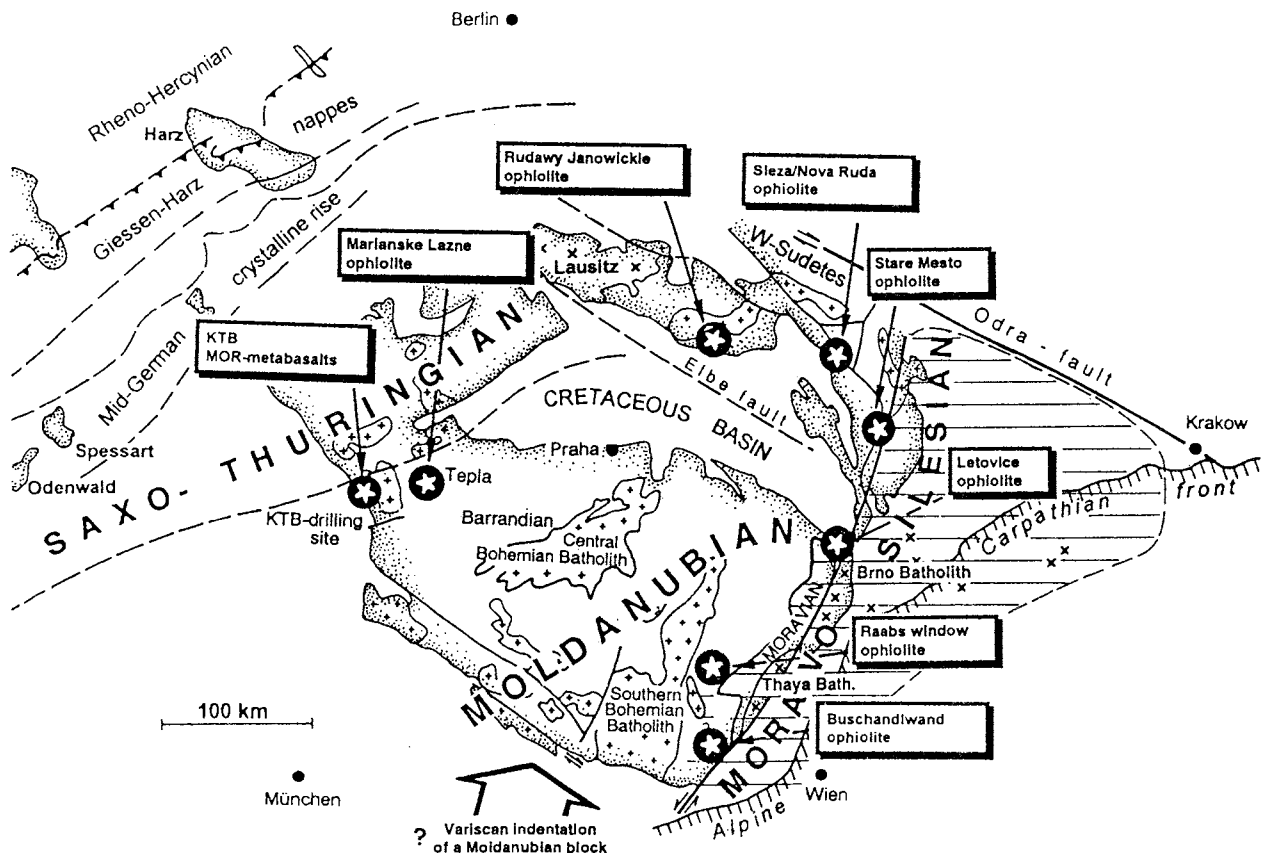 Berlin
Rheno-Hercynian
nappes
Harz
Giessen-Harz
crystalline rise
Mid-German
Spessart
Odenwald
Rudawy Janowickie
ophiolite
Sleza/Nova Ruda
ophiolite
Marianske Lazne
ophiolite
Lausitz
W-Sudetes
Stare Mesto
ophiolite
KTB
MOR-metabasalts
SAXO-THURINGIAN
Elbe fault
Odra-fault
CRETACEOUS BASIN
Krakow
Praha
Tepla
KTB-drilling
site
Letovice
ophiolite
Carpathian front
Barrandian
Central
Bohemian Batholith
MOLDANUBIAN
MORAVO
SILESIAN
Brno Batholith
MORAVIAN
Raabs window
ophiolite
Thaya Bath.
Southern
Bohemian
Batholith
Buschandlwand
ophiolite
100 km
München
Wien
Alpine
? Variscan indentation
of a Moldanubian block